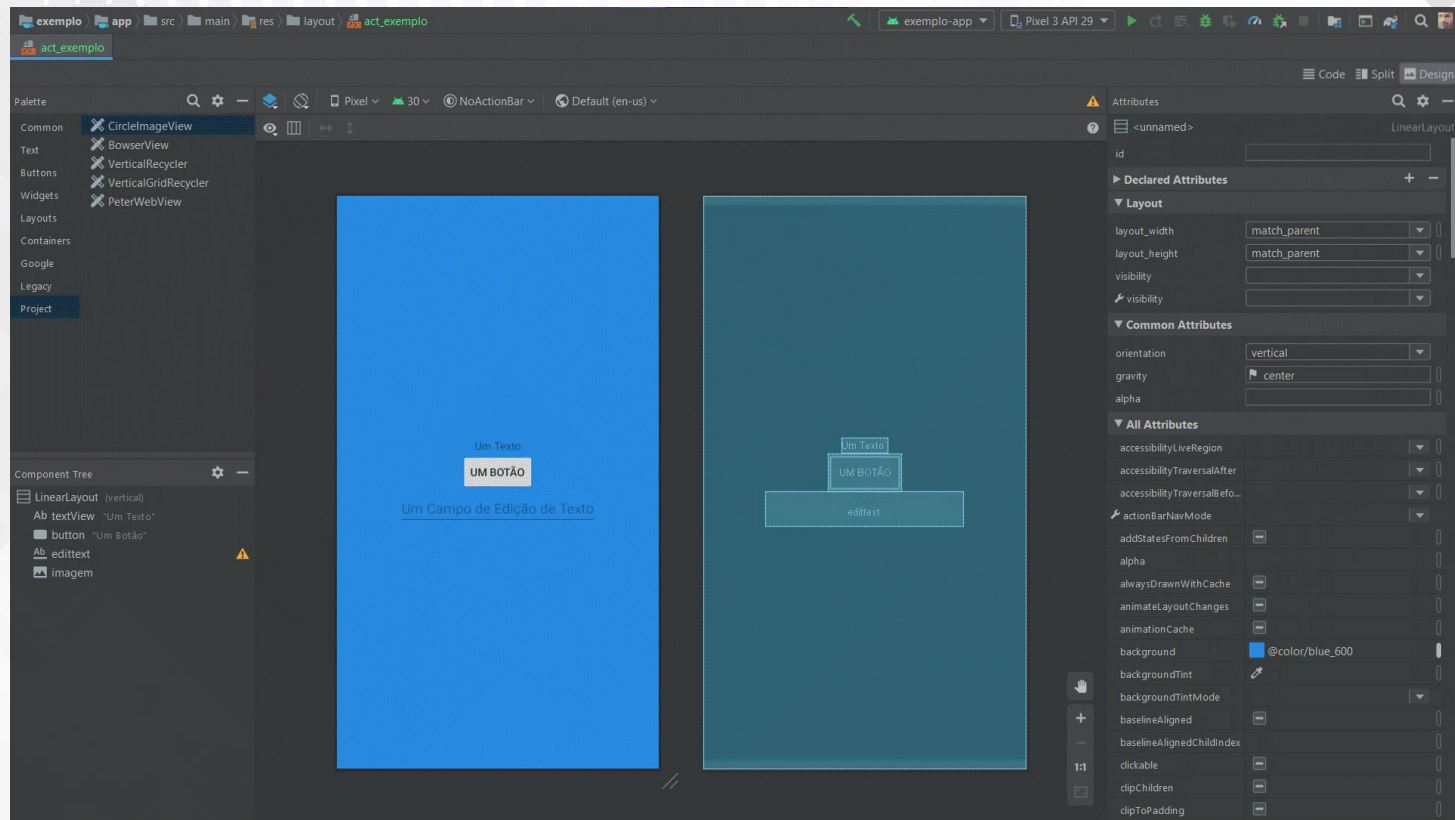 exemplo app src main res layout act_exemplo
exemplo-app Pixel 3 API 29
act_exemplo
Code Split Design
Palette
Pixel 30 NoActionBar Default (en-us)
Attributes
Common
Text
Buttons
Widgets
Layouts
Containers
Google
Legacy
Project
CircleImageView
BowserView
VerticalRecycler
VerticalGridRecycler
PeterWebView
Component Tree
LinearLayout (vertical)
Ab textView "Um Texto"
button "Um Botão"
Ab edittext
imagem
Um Texto
UM BOTÃO
Um Campo de Edição de Texto
Um Texto
UM BOTÃO
edittext
1:1
<unnamed> LinearLayout
id
Declared Attributes
Layout
layout_width match_parent
layout_height match_parent
visibility
visibility
Common Attributes
orientation vertical
gravity center
alpha
All Attributes
accessibilityLiveRegion
accessibilityTraversalAfter
accessibilityTraversalBefo...
actionBarNavMode
addStatesFromChildren
alpha
alwaysDrawnWithCache
animateLayoutChanges
animationCache
background @color/blue_600
backgroundTint
backgroundTintMode
baselineAligned
baselineAlignedChildIndex
clickable
clipChildren
clipToPadding